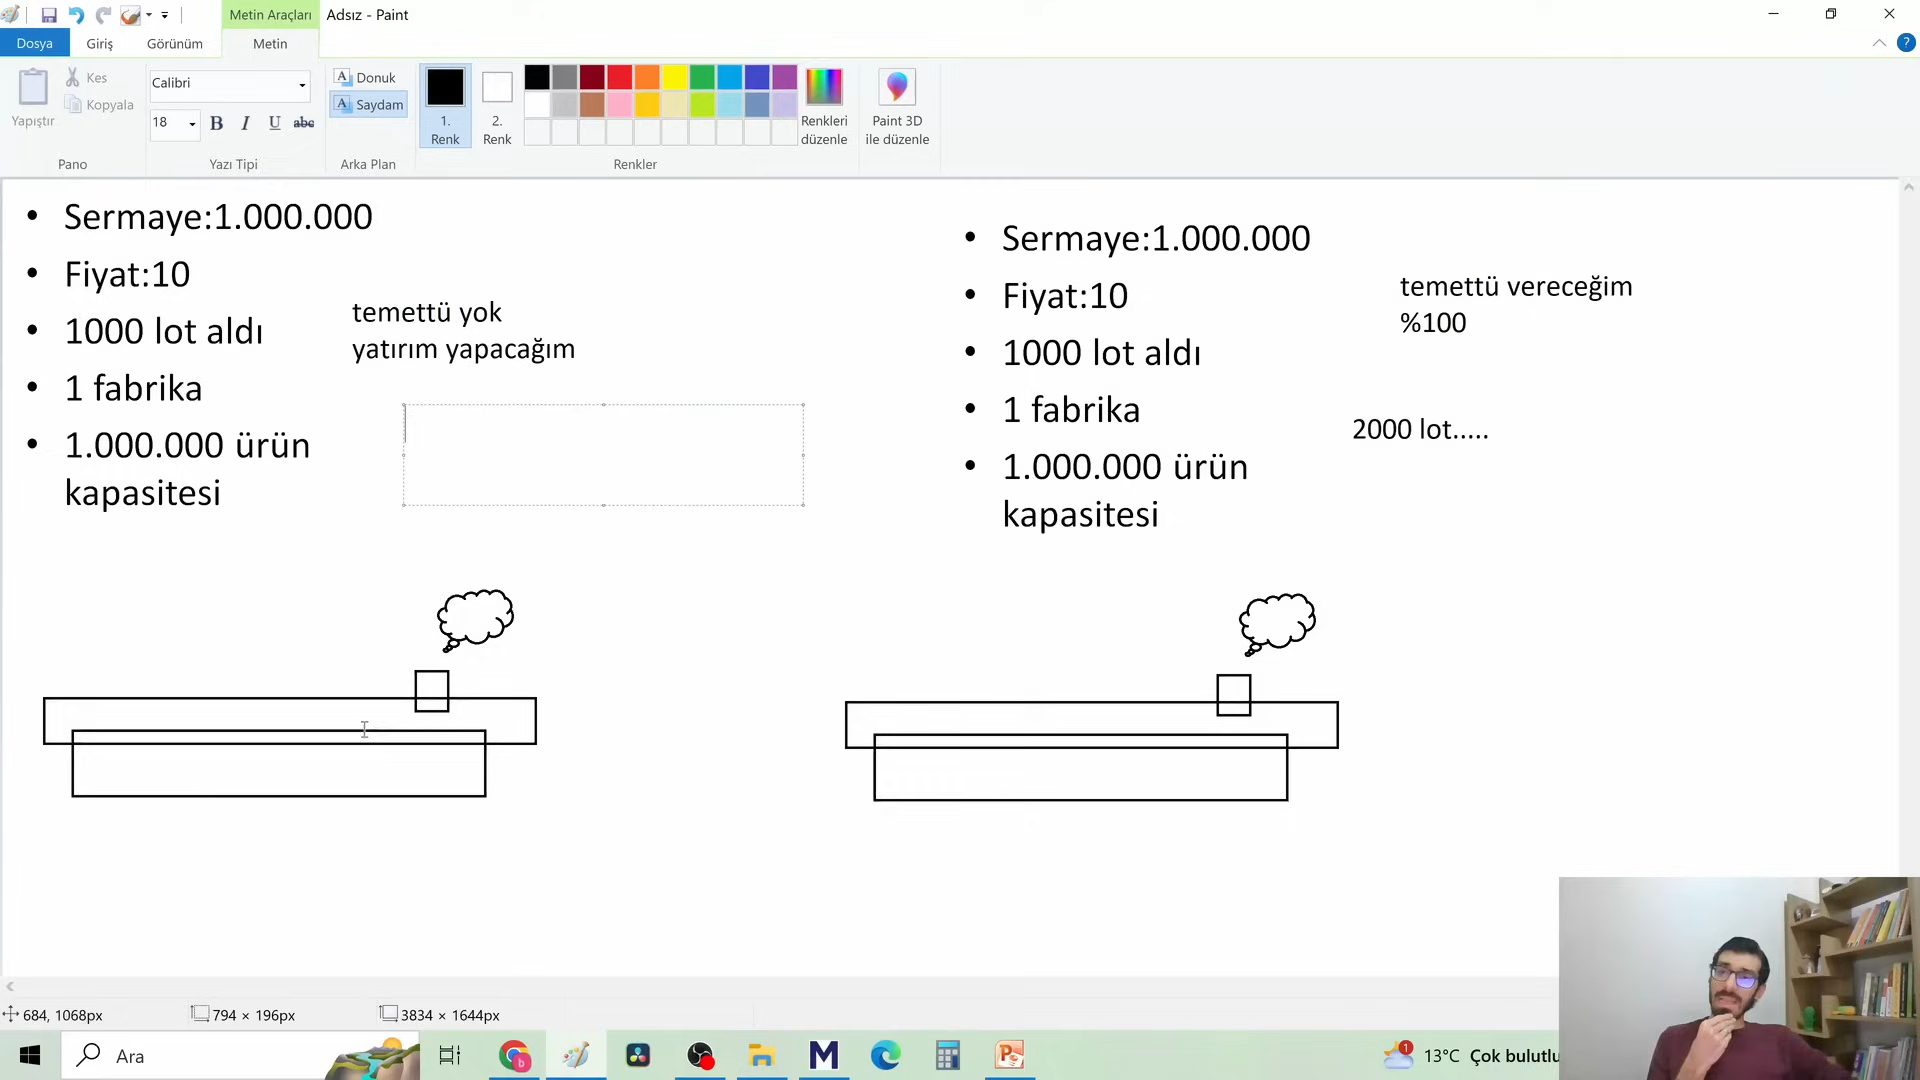 Metin Araçları
Adsız - Paint
Dosya
Giriş
Görünüm
Metin
?
Yapıştır
Kes
Kopyala
Pano
Calibri
18
B I U abc
Yazı Tipi
A Donuk
A Saydam
Arka Plan
1.
Renk
2.
Renk
Renkleri
düzenle
Paint 3D
ile düzenle
Renkler
• Sermaye:1.000.000
• Fiyat:10
• 1000 lot aldı
• 1 fabrika
• 1.000.000 ürün
kapasitesi
temettü yok
yatırım yapacağım
• Sermaye:1.000.000
• Fiyat:10
• 1000 lot aldı
• 1 fabrika
• 1.000.000 ürün
kapasitesi
temettü vereceğim
%100
2000 lot.....
684, 1068px
794 × 196px
3834 × 1644px
Ara
b
M
P
1
13°C Çok bulutlu